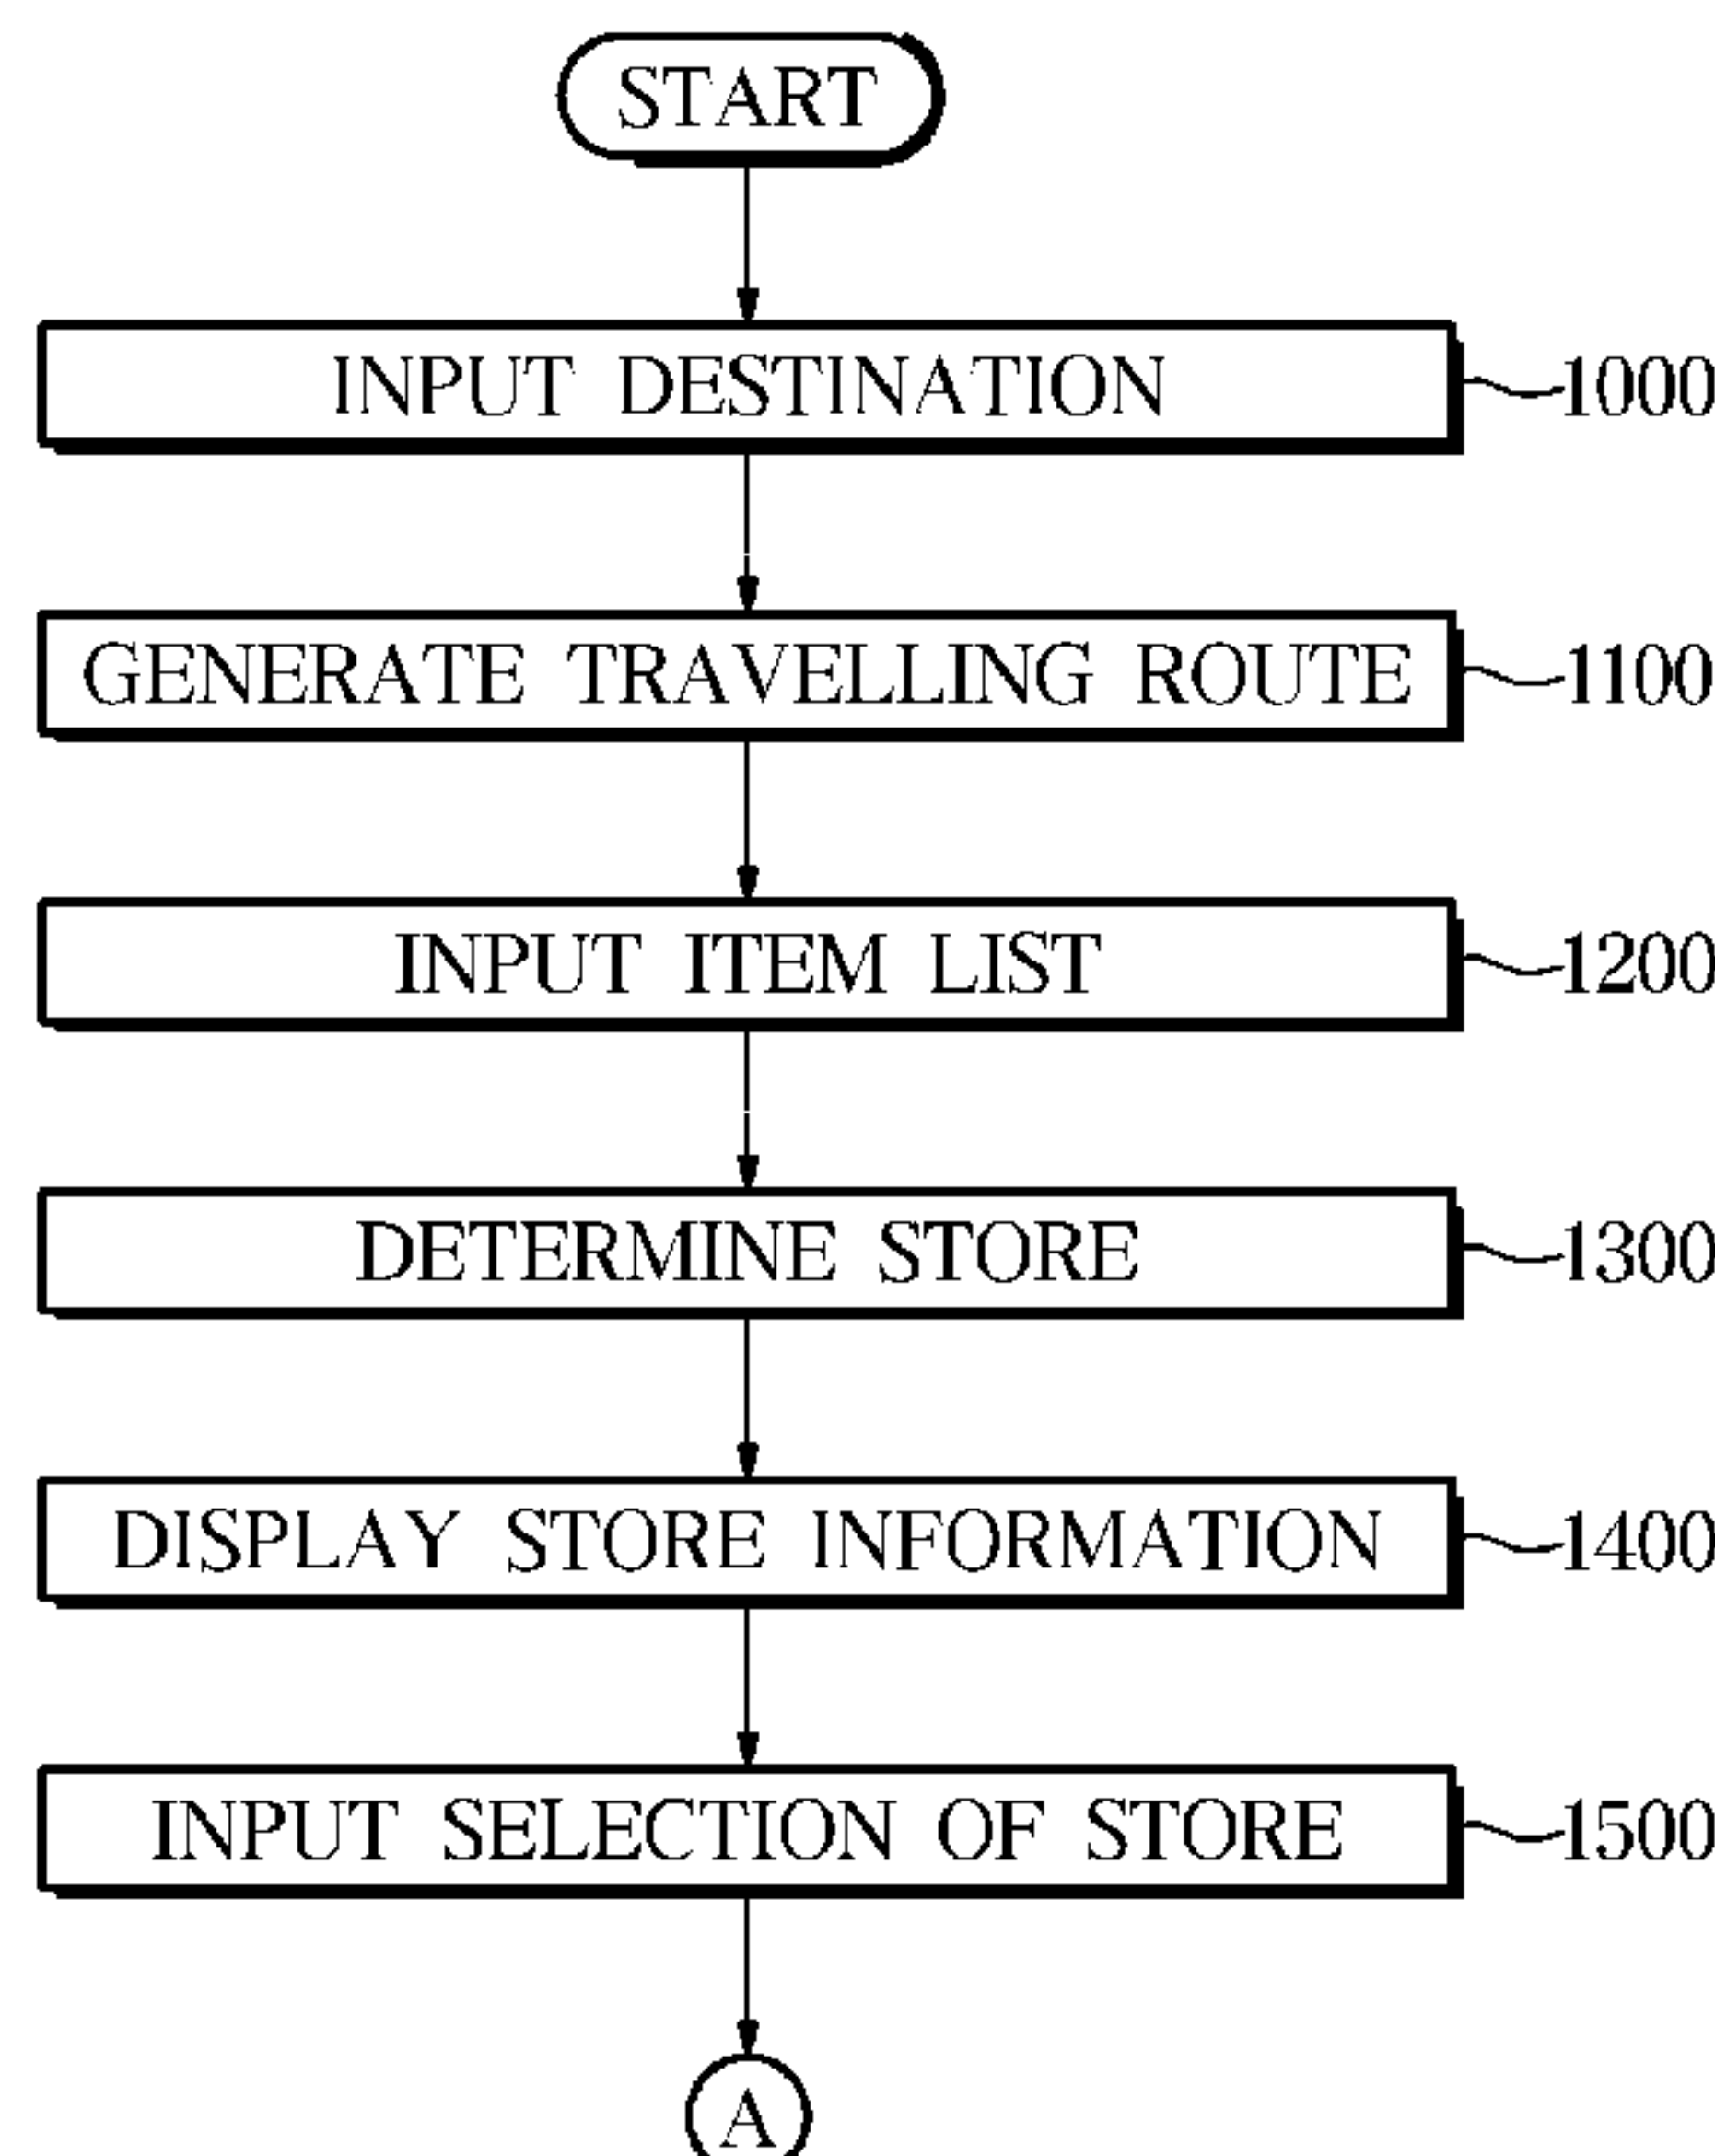 START
INPUT DESTINATION 1000
GENERATE TRAVELLING ROUTE 1100
INPUT ITEM LIST 1200
DETERMINE STORE 1300
DISPLAY STORE INFORMATION 1400
INPUT SELECTION OF STORE 1500
A